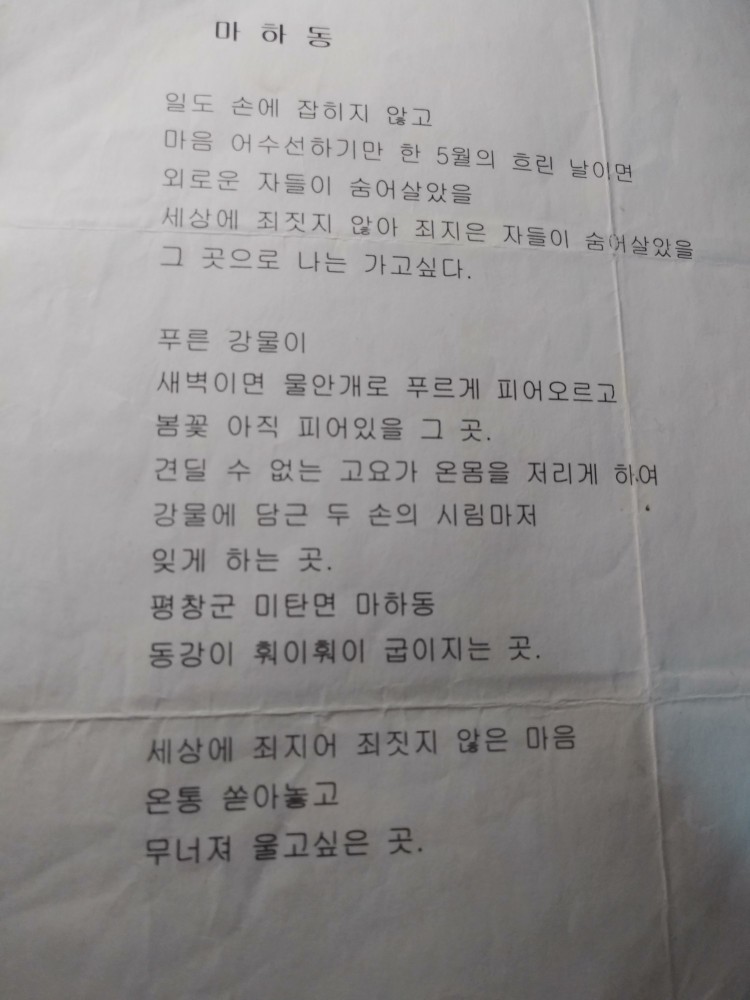 마 하 동
일도 손에 잡히지 않고
마음 어수선하기만 한 5월의 흐린 날이면
외로운 자들이 숨어살았을
세상에 죄짓지 않아 죄지은 자들이 숨어살았을
그 곳으로 나는 가고싶다.
푸른 강물이
새벽이면 물안개로 푸르게 피어오르고
봄꽃 아직 피어있을 그 곳.
견딜 수 없는 고요가 온몸을 저리게 하여
강물에 담근 두 손의 시림마저
잊게 하는 곳.
평창군 미탄면 마하동
동강이 훠이훠이 굽이지는 곳.
세상에 죄지어 죄짓지 않은 마음
온통 쏟아놓고
무너져 울고싶은 곳.